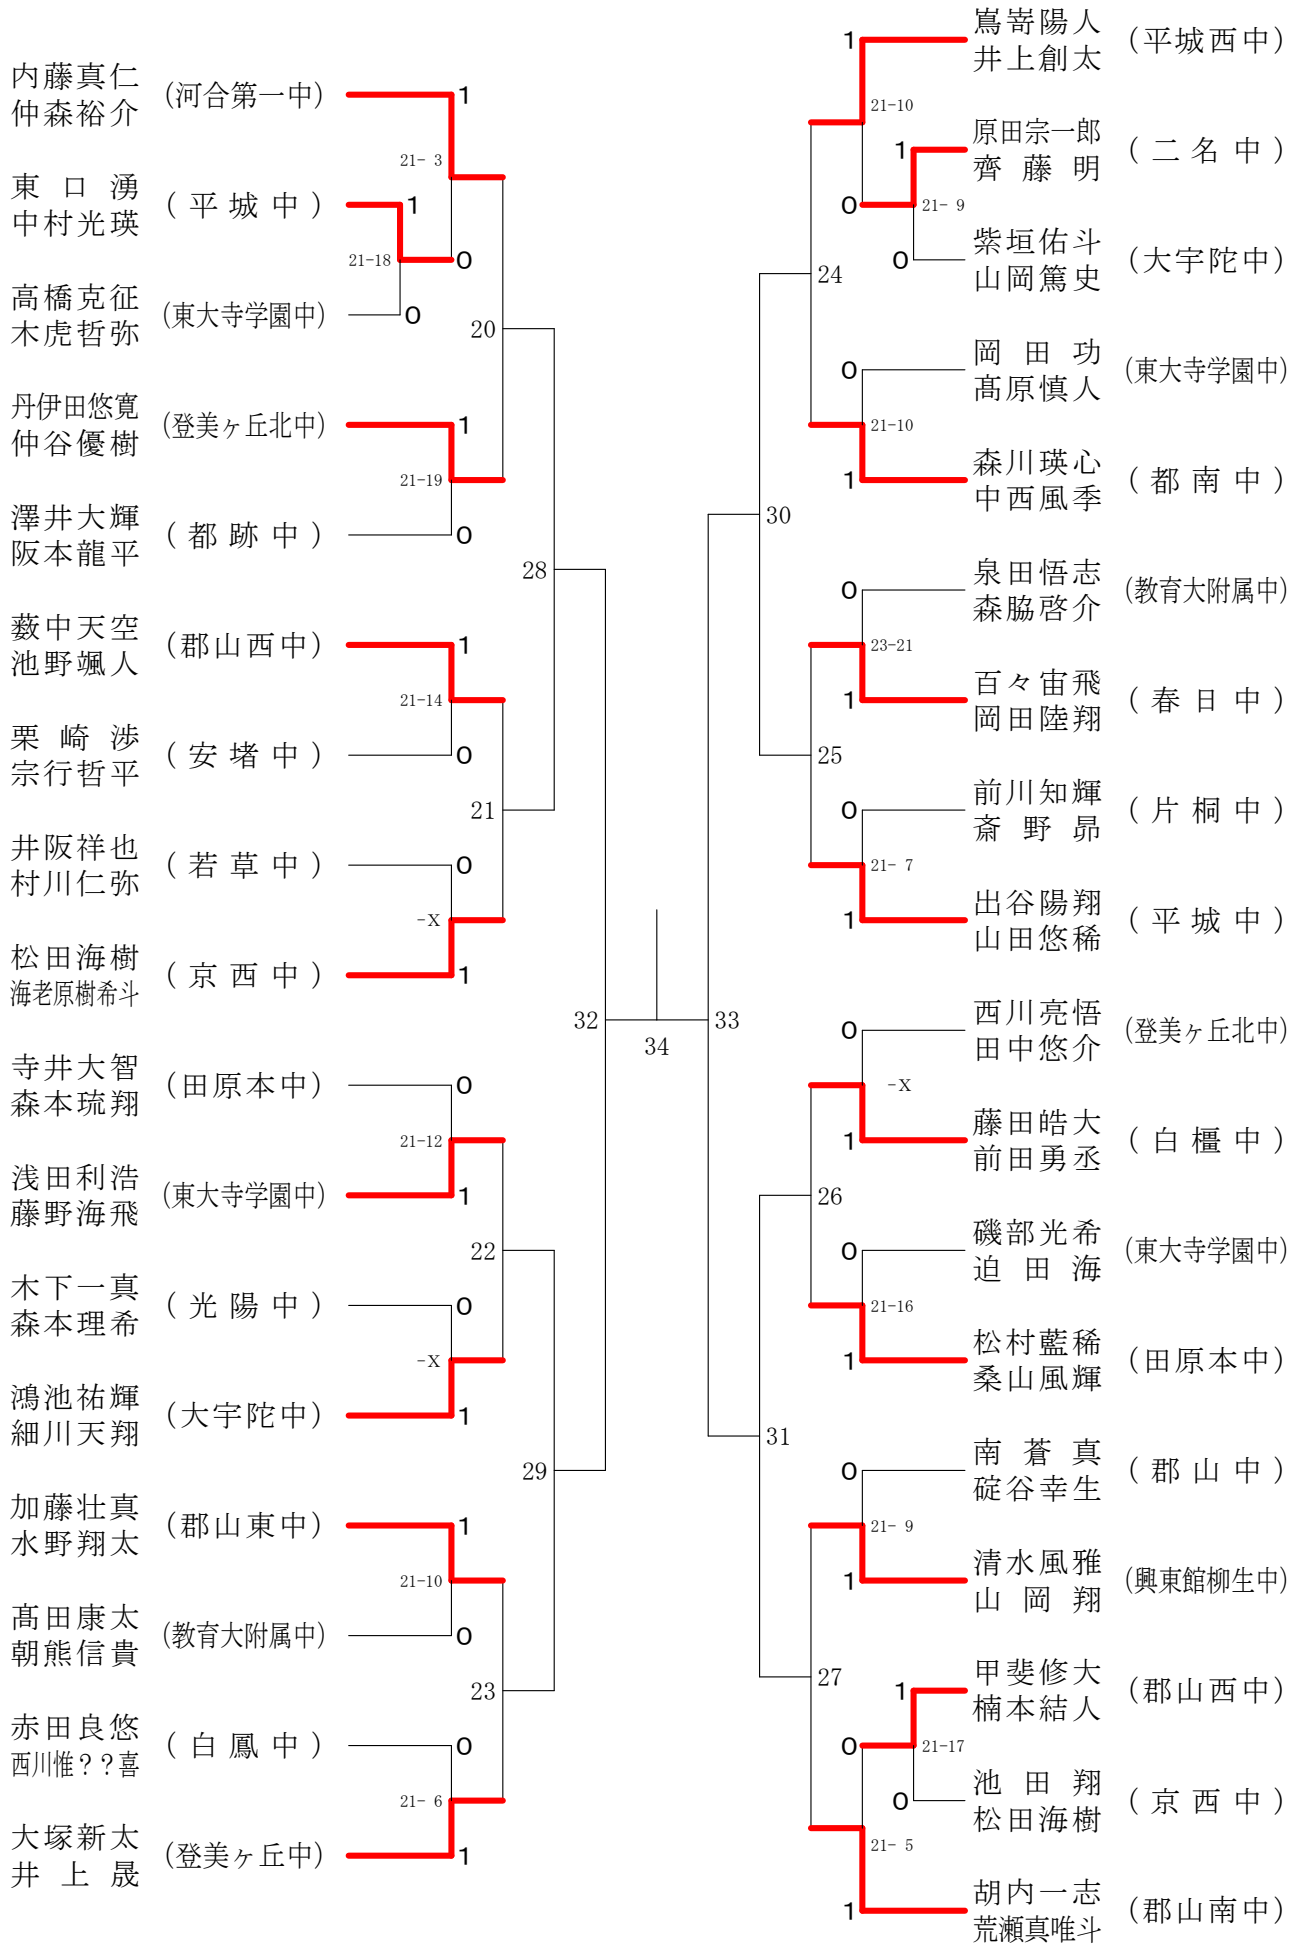 内藤真仁
仲森裕介
(河合第一中)
1
21- 3
東口湧
中村光瑛
(平城中)
1
21-18
0
高橋克征
木虎哲弥
(東大寺学園中)
0
20
丹伊田悠寛
仲谷優樹
(登美ヶ丘北中)
1
21-19
澤井大輝
阪本龍平
(都跡中)
0
28
薮中天空
池野颯人
(郡山西中)
1
21-14
栗崎渉
宗行哲平
(安堵中)
0
21
井阪祥也
村川仁弥
(若草中)
0
-X
松田海樹
海老原樹希斗
(京西中)
1
32
寺井大智
森本琉翔
(田原本中)
0
21-12
浅田利浩
藤野海飛
(東大寺学園中)
1
22
木下一真
森本理希
(光陽中)
0
-X
鴻池祐輝
細川天翔
(大宇陀中)
1
29
加藤壮真
水野翔太
(郡山東中)
1
21-10
髙田康太
朝熊信貴
(教育大附属中)
0
23
赤田良悠
西川惟??喜
(白鳳中)
0
21- 6
大塚新太
井上晟
(登美ヶ丘中)
1
34
33
1
嶌嵜陽人
井上創太
(平城西中)
21-10
1
原田宗一郎
齊藤明
(二名中)
0
21- 9
0
紫垣佑斗
山岡篤史
(大宇陀中)
24
0
岡田功
髙原慎人
(東大寺学園中)
21-10
1
森川瑛心
中西風季
(都南中)
30
0
泉田悟志
森脇啓介
(教育大附属中)
23-21
1
百々宙飛
岡田陸翔
(春日中)
25
0
前川知輝
斎野昴
(片桐中)
21- 7
1
出谷陽翔
山田悠稀
(平城中)
0
西川亮悟
田中悠介
(登美ヶ丘北中)
-X
1
藤田皓大
前田勇丞
(白橿中)
26
0
磯部光希
迫田海
(東大寺学園中)
21-16
1
松村藍稀
桑山風輝
(田原本中)
31
0
南蒼真
碇谷幸生
(郡山中)
21- 9
1
清水風雅
山岡翔
(興東館柳生中)
27
1
甲斐修大
楠本結人
(郡山西中)
0
21-17
0
池田翔
松田海樹
(京西中)
21- 5
1
胡内一志
荒瀬真唯斗
(郡山南中)